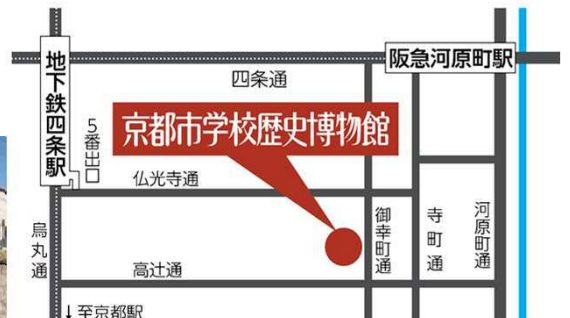 地下鉄四条駅
阪急河原町駅
四条通
5番出口
京都市学校歴史博物館
仏光寺通
烏丸通
御幸町通
寺町通
河原町通
高辻通
↓至京都駅